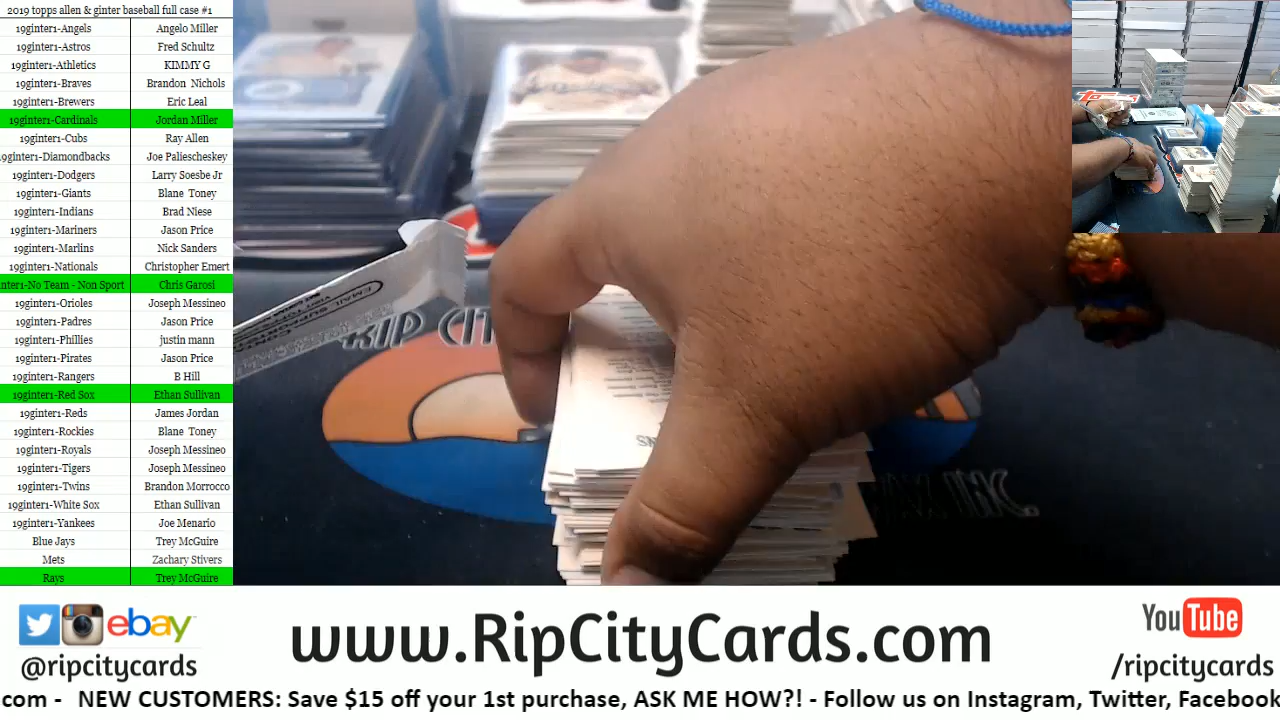 2019 topps allen & ginter baseball full case #1
19ginter1-Angels Angelo Miller
19ginter1-Astros Fred Schultz
19ginter1-Athletics KIMMY G
19ginter1-Braves Brandon Nichols
19ginter1-Brewers Eric Leal
19ginter1-Cardinals Jordan Miller
19ginter1-Cubs Ray Allen
19ginter1-Diamondbacks Joe Paliescheskey
19ginter1-Dodgers Larry Soesbe Jr
19ginter1-Giants Blane Toney
19ginter1-Indians Brad Niese
19ginter1-Mariners Jason Price
19ginter1-Marlins Nick Sanders
19ginter1-Nationals Christopher Emert
inter1-No Team - Non Sport Chris Garosi
19ginter1-Orioles Joseph Messineo
19ginter1-Padres Jason Price
19ginter1-Phillies justin mann
19ginter1-Pirates Jason Price
19ginter1-Rangers B Hill
19ginter1-Red Sox Ethan Sullivan
19ginter1-Reds James Jordan
19ginter1-Rockies Blane Toney
19ginter1-Royals Joseph Messineo
19ginter1-Tigers Joseph Messineo
19ginter1-Twins Brandon Morrocco
19ginter1-White Sox Ethan Sullivan
19ginter1-Yankees Joe Menario
Blue Jays Trey McGuire
Mets Zachary Stivers
Rays Trey McGuire
EMAIL
RIP CIT
ebay
@ripcitycards
www.RipCityCards.com
YouTube
/ripcitycards
com - NEW CUSTOMERS: Save $15 off your 1st purchase, ASK ME HOW?! - Follow us on Instagram, Twitter, Facebook